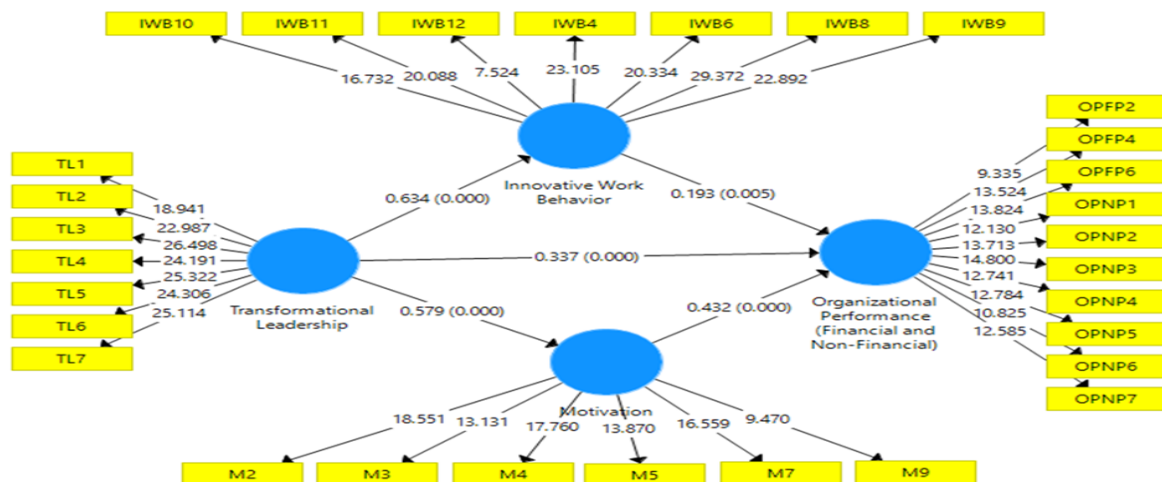 IWB10 IWB11 IWB12 IWB4 IWB6 IWB8 IWB9
16.732 20.088 7.524 23.105 20.334 29.372 22.892
Innovative Work
Behavior
TL1
TL2
TL3
TL4
TL5
TL6
TL7
18.941
22.987
26.498
24.191
25.322
24.306
25.114
Transformational
Leadership
0.634 (0.000)
0.193 (0.005)
0.337 (0.000)
0.579 (0.000)
0.432 (0.000)
Organizational
Performance
(Financial and
Non-Financial)
9.335
13.524
13.824
12.130
13.713
14.800
12.741
12.784
10.825
12.585
OPFP2
OPFP4
OPFP6
OPNP1
OPNP2
OPNP3
OPNP4
OPNP5
OPNP6
OPNP7
Motivation
18.551 13.131 17.760 13.870 16.559 9.470
M2 M3 M4 M5 M7 M9